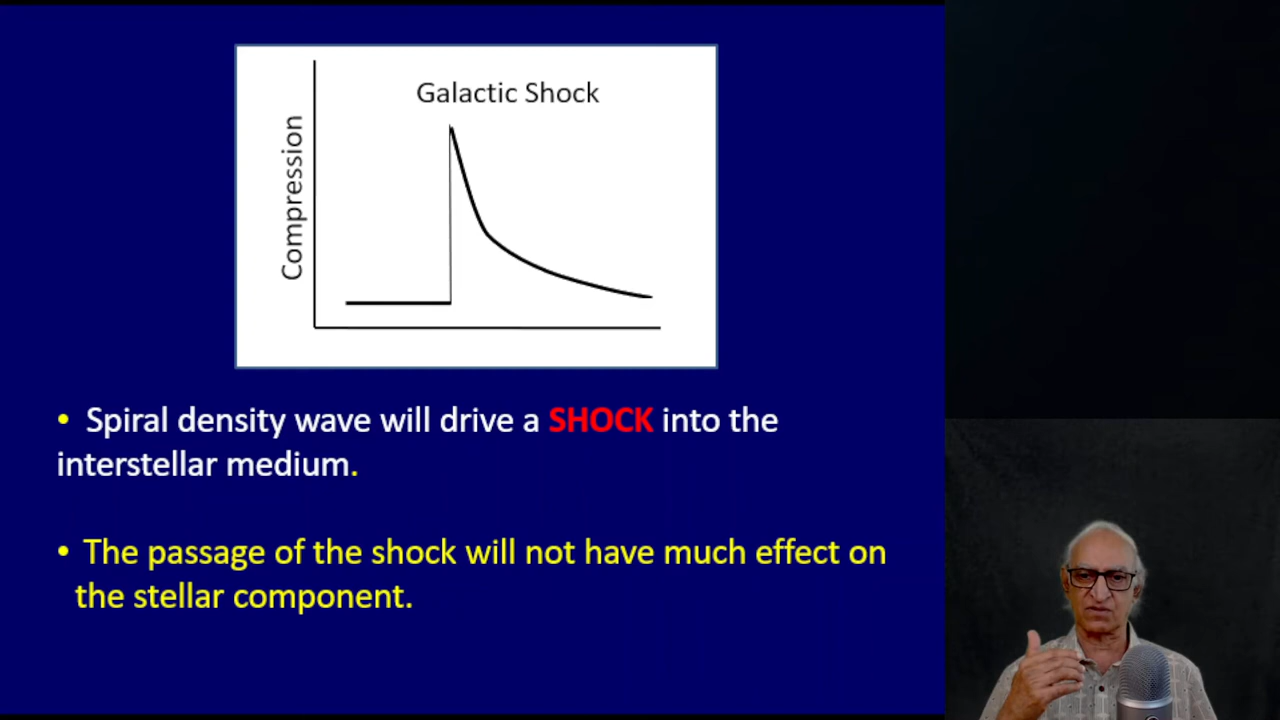 Galactic Shock
Compression
• Spiral density wave will drive a SHOCK into the
interstellar medium.
• The passage of the shock will not have much effect on
the stellar component.